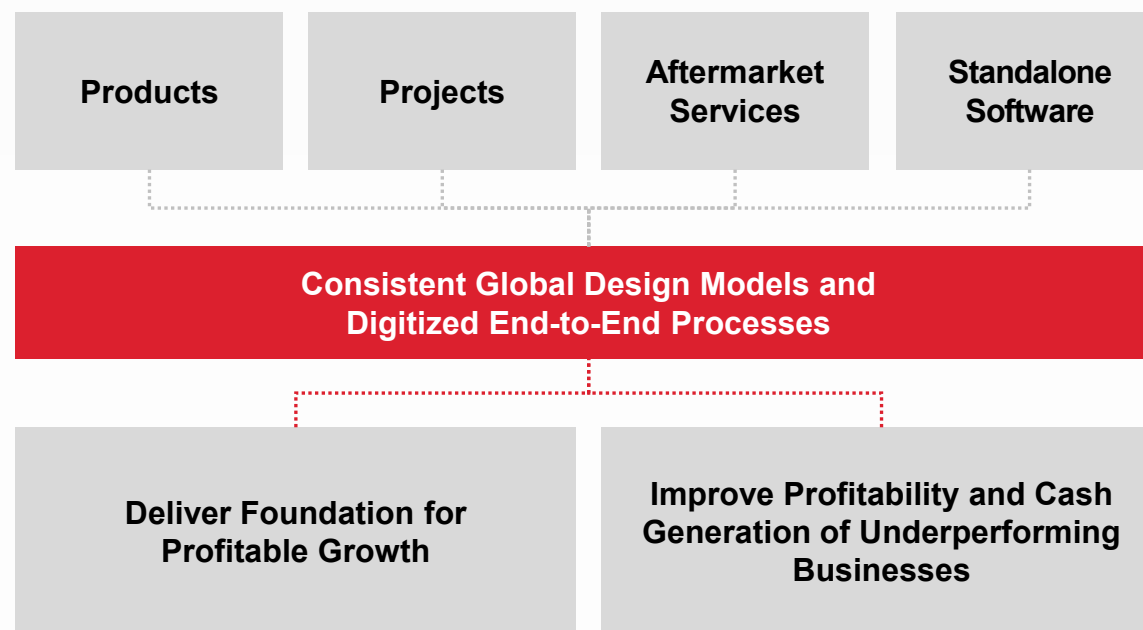 Products
Projects
Aftermarket
Services
Standalone
Software
Consistent Global Design Models and
Digitized End-to-End Processes
Deliver Foundation for
Profitable Growth
Improve Profitability and Cash
Generation of Underperforming
Businesses